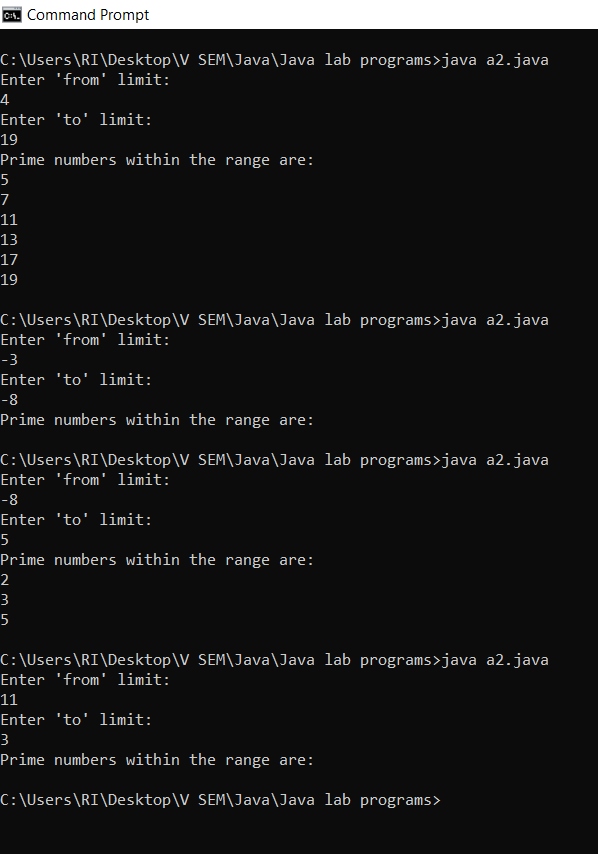 Command Prompt
C:\Users\RI\Desktop\V SEM\Java\Java lab programs>java a2.java
Enter 'from' limit:
4
Enter 'to' limit:
19
Prime numbers within the range are:
5
7
11
13
17
19
C:\Users\RI\Desktop\V SEM\Java\Java lab programs>java a2.java
Enter 'from' limit:
-3
Enter 'to' limit:
-8
Prime numbers within the range are:
C:\Users\RI\Desktop\V SEM\Java\Java lab programs>java a2.java
Enter 'from' limit:
-8
Enter 'to' limit:
5
Prime numbers within the range are:
2
3
5
C:\Users\RI\Desktop\V SEM\Java\Java lab programs>java a2.java
Enter 'from' limit:
11
Enter 'to' limit:
3
Prime numbers within the range are:
C:\Users\RI\Desktop\V SEM\Java\Java lab programs>